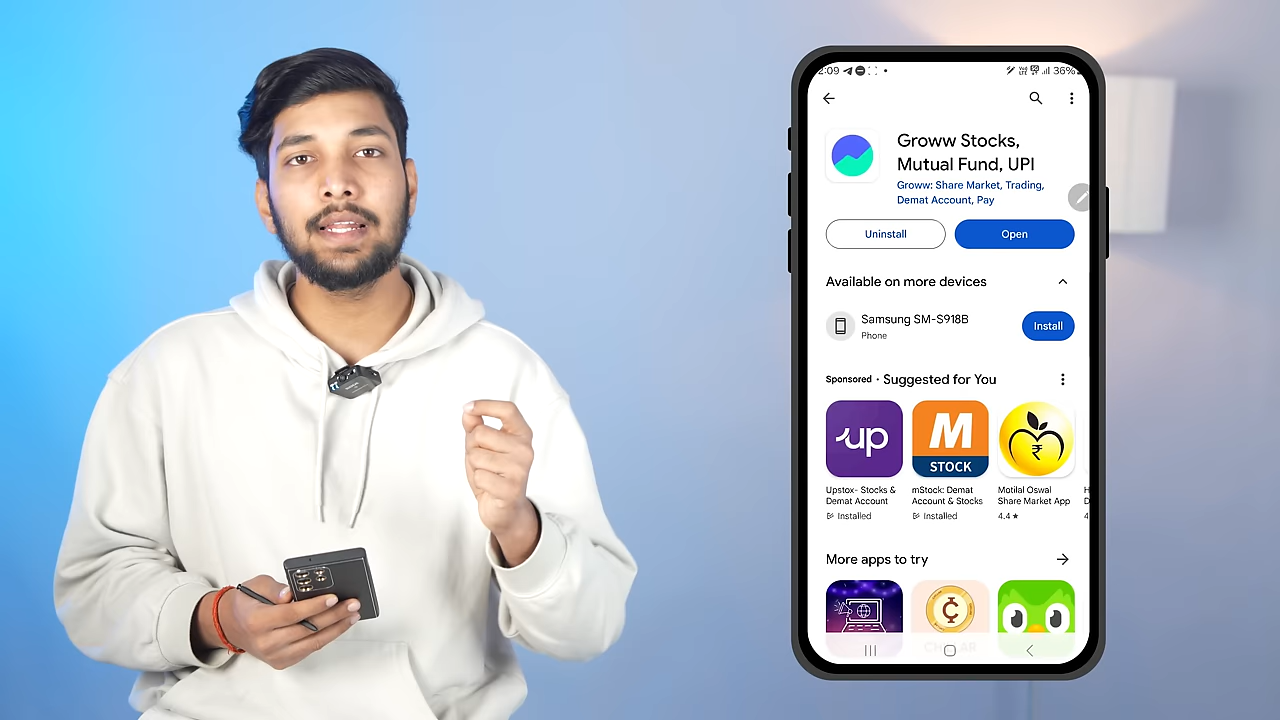 2:09
36%
Groww Stocks,
Mutual Fund, UPI
Groww: Share Market, Trading,
Demat Account, Pay
Uninstall
Open
Available on more devices
Samsung SM-S918B
Phone
Install
Sponsored · Suggested for You
up
M
STOCK
₹
Upstox- Stocks &
Demat Account
Installed
mStock: Demat
Account & Stocks
Installed
Motilal Oswal
Share Market App
4.4★
H
D
4
More apps to try